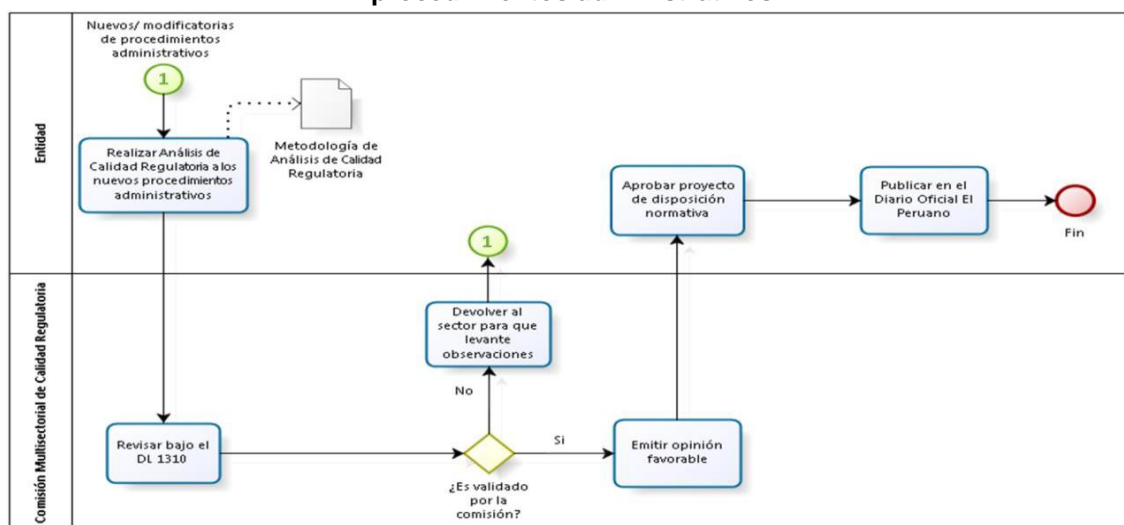 Nuevos/ modificatorias
de procedimientos
administrativos
1
Realizar Análisis de
Calidad Regulatoria a los
nuevos procedimientos
administrativos
Metodología de
Análisis de Calidad
Regulatoria
Entidad
Aprobar proyecto
de disposición
normativa
Publicar en el
Diario Oficial El
Peruano
Fin
1
Comisión Multisectorial de Calidad Regulatoria
Devolver al
sector para que
levante
observaciones
No
Revisar bajo el
DL 1310
¿Es validado
por la
comisión?
Si
Emitir opinión
favorable